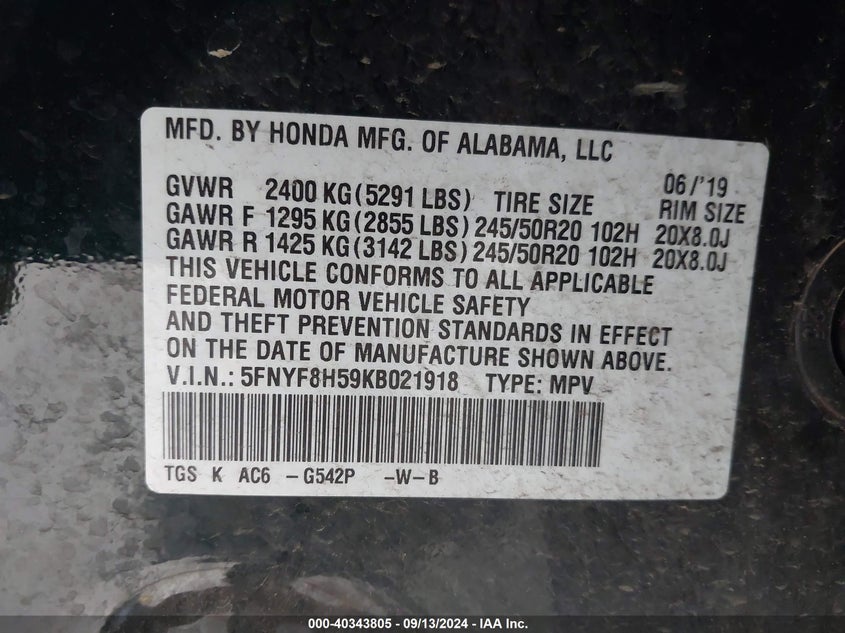 MFD. BY HONDA MFG. OF ALABAMA, LLC
06/'19
GVWR 2400 KG(5291 LBS) TIRE SIZE RIM SIZE
GAWR F 1295 KG(2855 LBS) 245/50R20 102H 20X8.0J
GAWR R 1425 KG(3142 LBS) 245/50R20 102H 20X8.0J
THIS VEHICLE CONFORMS TO ALL APPLICABLE
FEDERAL MOTOR VEHICLE SAFETY
AND THEFT PREVENTION STANDARDS IN EFFECT
ON THE DATE OF MANUFACTURE SHOWN ABOVE.
V.I.N.: 5FNYF8H59KB021918 TYPE: MPV
TGS K AC6 -G542P -W-B
000-40343805 - 09/13/2024 - IAA Inc.